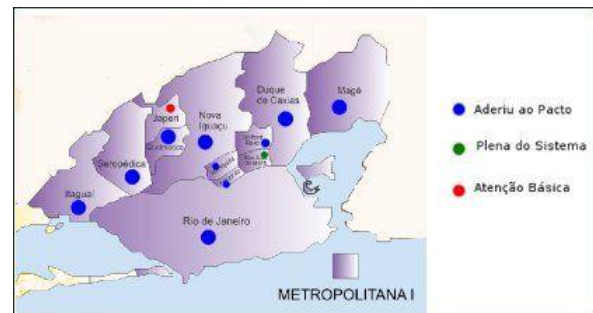 Magé
Duque
de Caxias
Nova
Iguaçu
Japeri
Queimados
Seropédica
Itaguaí
Rio de Janeiro
METROPOLITANA I
Aderiu ao Pacto
Plena do Sistema
Atenção Básica